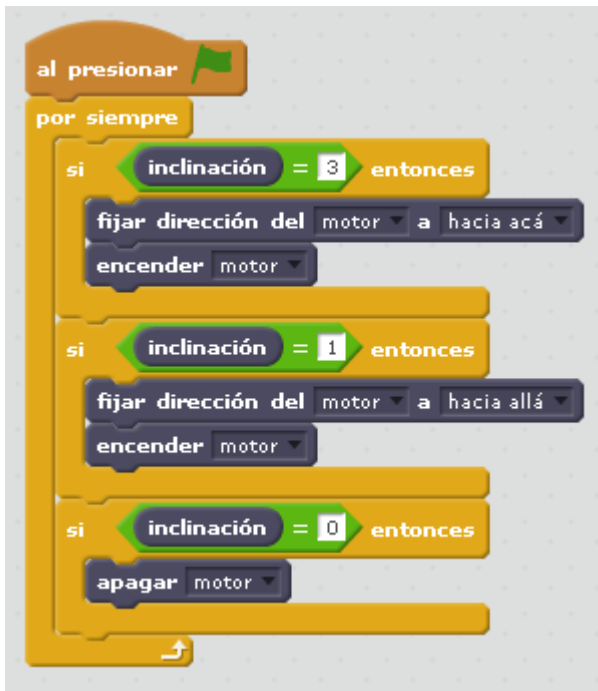 al presionar
por siempre
si inclinación = 3 entonces
fijar dirección del motor a hacia acá
encender motor
si inclinación = 1 entonces
fijar dirección del motor a hacia allá
encender motor
si inclinación = 0 entonces
apagar motor